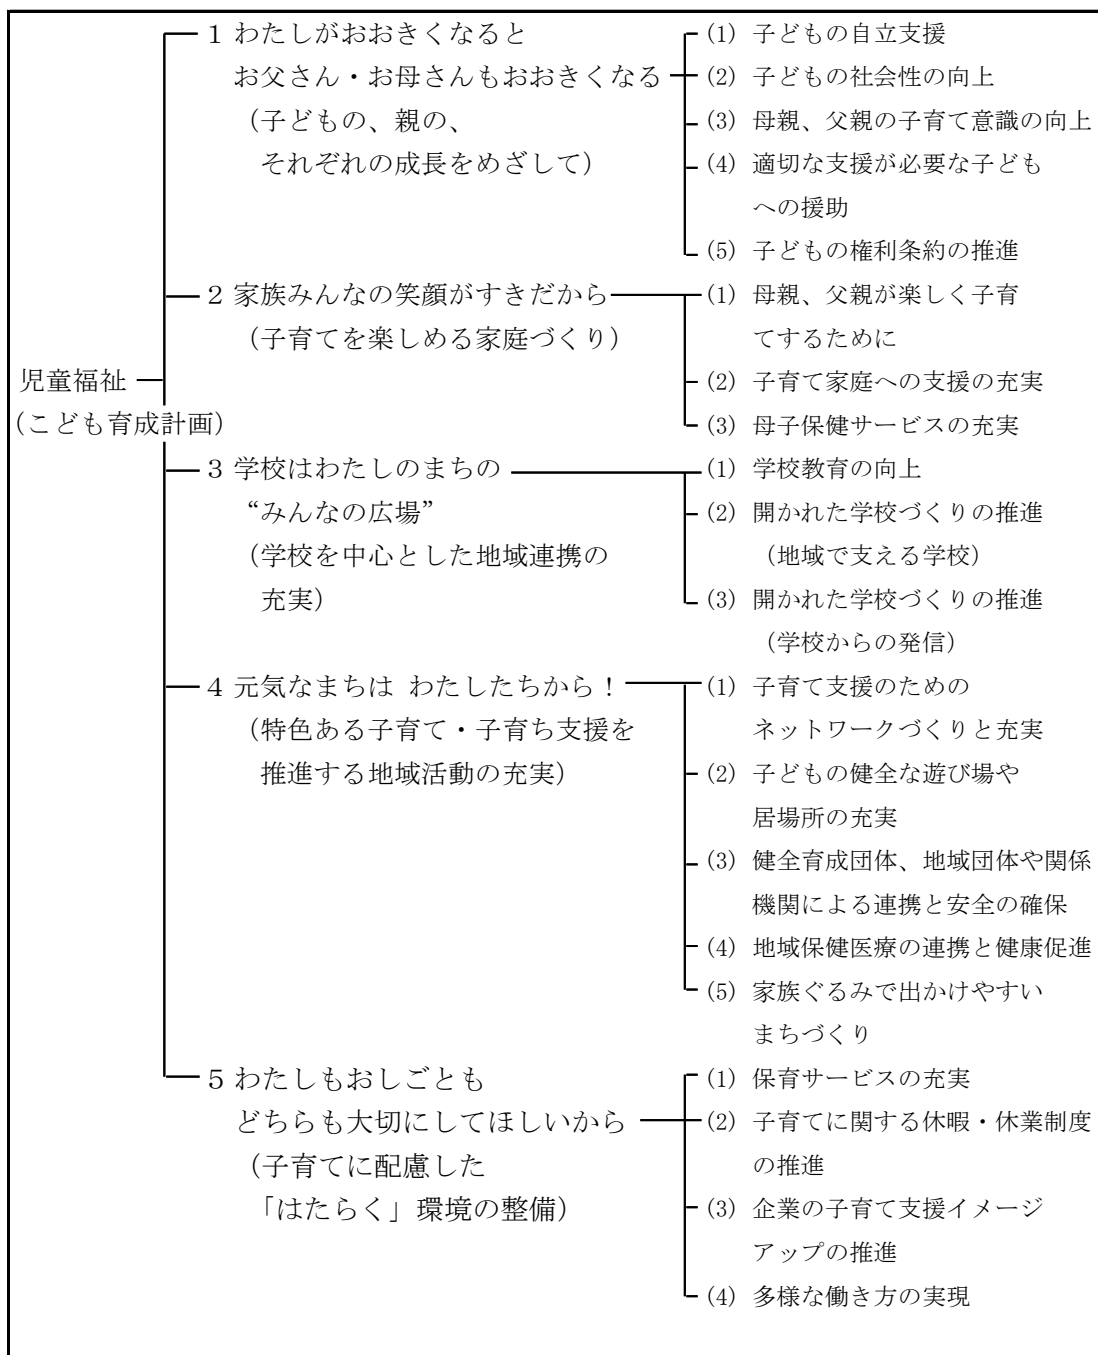 児童福祉
(こども育成計画)
1 わたしがおおきくなると
お父さん・お母さんもおおきくなる
(子どもの、親の、
それぞれの成長をめざして)
(1) 子どもの自立支援
(2) 子どもの社会性の向上
(3) 母親、父親の子育て意識の向上
(4) 適切な支援が必要な子ども
への援助
(5) 子どもの権利条約の推進
2 家族みんなの笑顔がすきだから
(子育てを楽しめる家庭づくり)
(1) 母親、父親が楽しく子育
てするために
(2) 子育て家庭への支援の充実
(3) 母子保健サービスの充実
3 学校はわたしのまちの
“みんなの広場”
(学校を中心とした地域連携の
充実)
(1) 学校教育の向上
(2) 開かれた学校づくりの推進
(地域で支える学校)
(3) 開かれた学校づくりの推進
(学校からの発信)
4 元気なまちは わたしたちから！
(特色ある子育て・子育ち支援を
推進する地域活動の充実)
(1) 子育て支援のための
ネットワークづくりと充実
(2) 子どもの健全な遊び場や
居場所の充実
(3) 健全育成団体、地域団体や関係
機関による連携と安全の確保
(4) 地域保健医療の連携と健康促進
(5) 家族ぐるみで出かけやすい
まちづくり
5 わたしもおしごとも
どちらも大切にしてほしいから
(子育てに配慮した
「はたらく」環境の整備)
(1) 保育サービスの充実
(2) 子育てに関する休暇・休業制度
の推進
(3) 企業の子育て支援イメージ
アップの推進
(4) 多様な働き方の実現